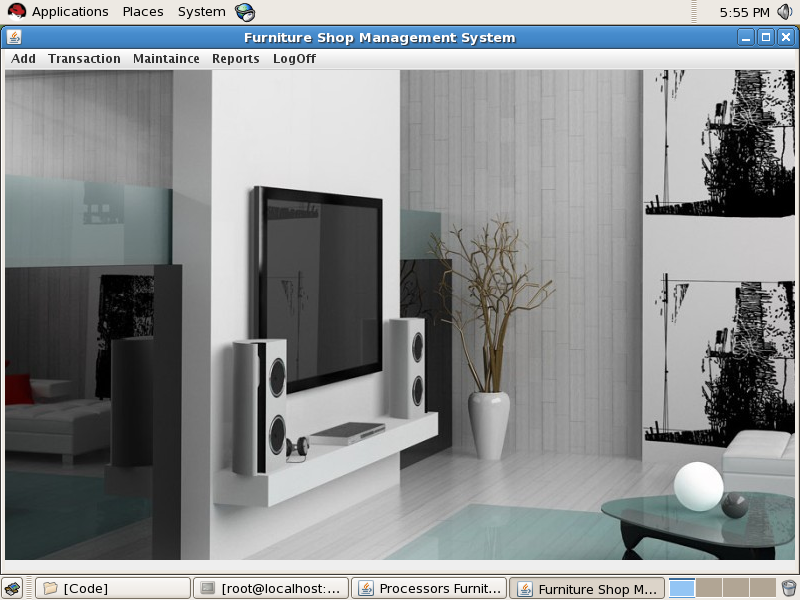 Applications Places System 5:55 PM
Furniture Shop Management System
Add Transaction Maintaince Reports LogOff
[Code] [root@localhost:... Processors Furnit... Furniture Shop M...